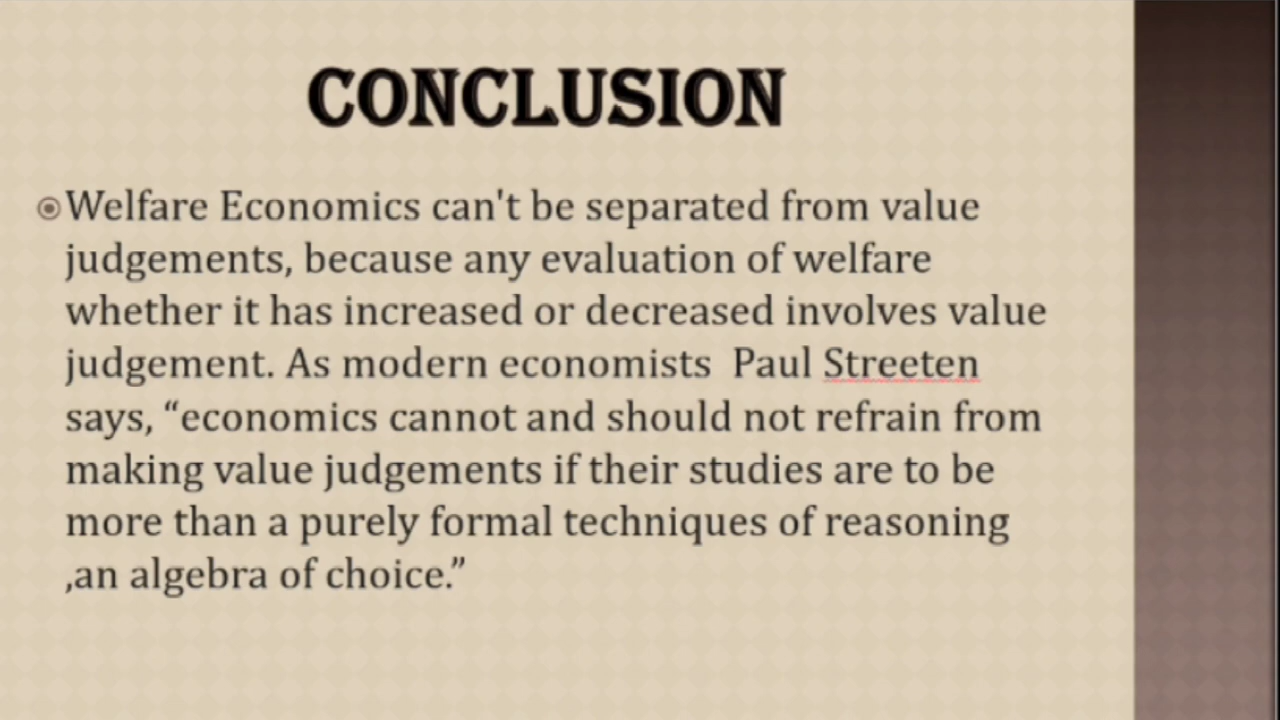 CONCLUSION
Welfare Economics can't be separated from value
judgements, because any evaluation of welfare
whether it has increased or decreased involves value
judgement. As modern economists  Paul Streeten
says, “economics cannot and should not refrain from
making value judgements if their studies are to be
more than a purely formal techniques of reasoning
,an algebra of choice.”